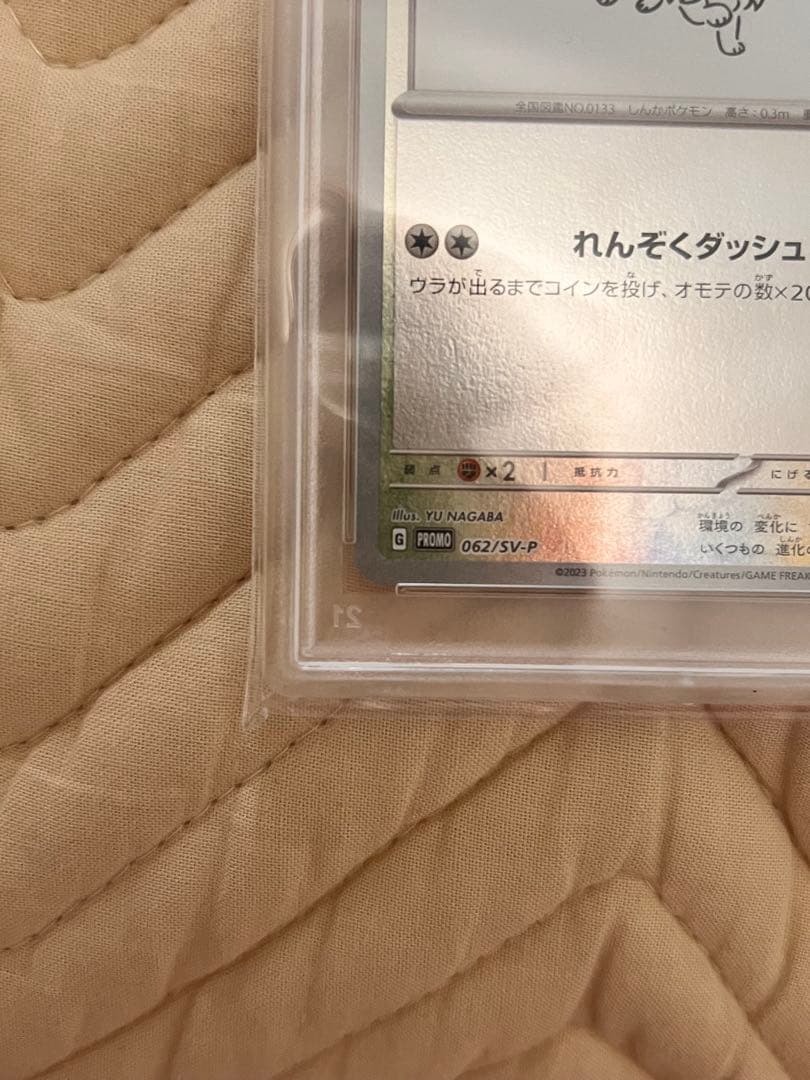 全国図鑑NO.0133 しんかポケモン 高さ:0.3m
れんぞくダッシュ
ウラが出るまでコインを投げ、オモテの数×20
弱点 ×2 抵抗力 にげる
Illus. YU NAGABA
環境の 変化に
G PROMO 062/SV-P
いくつもの 進化の
©2023 Pokémon/Nintendo/Creatures/GAME FREAK
21